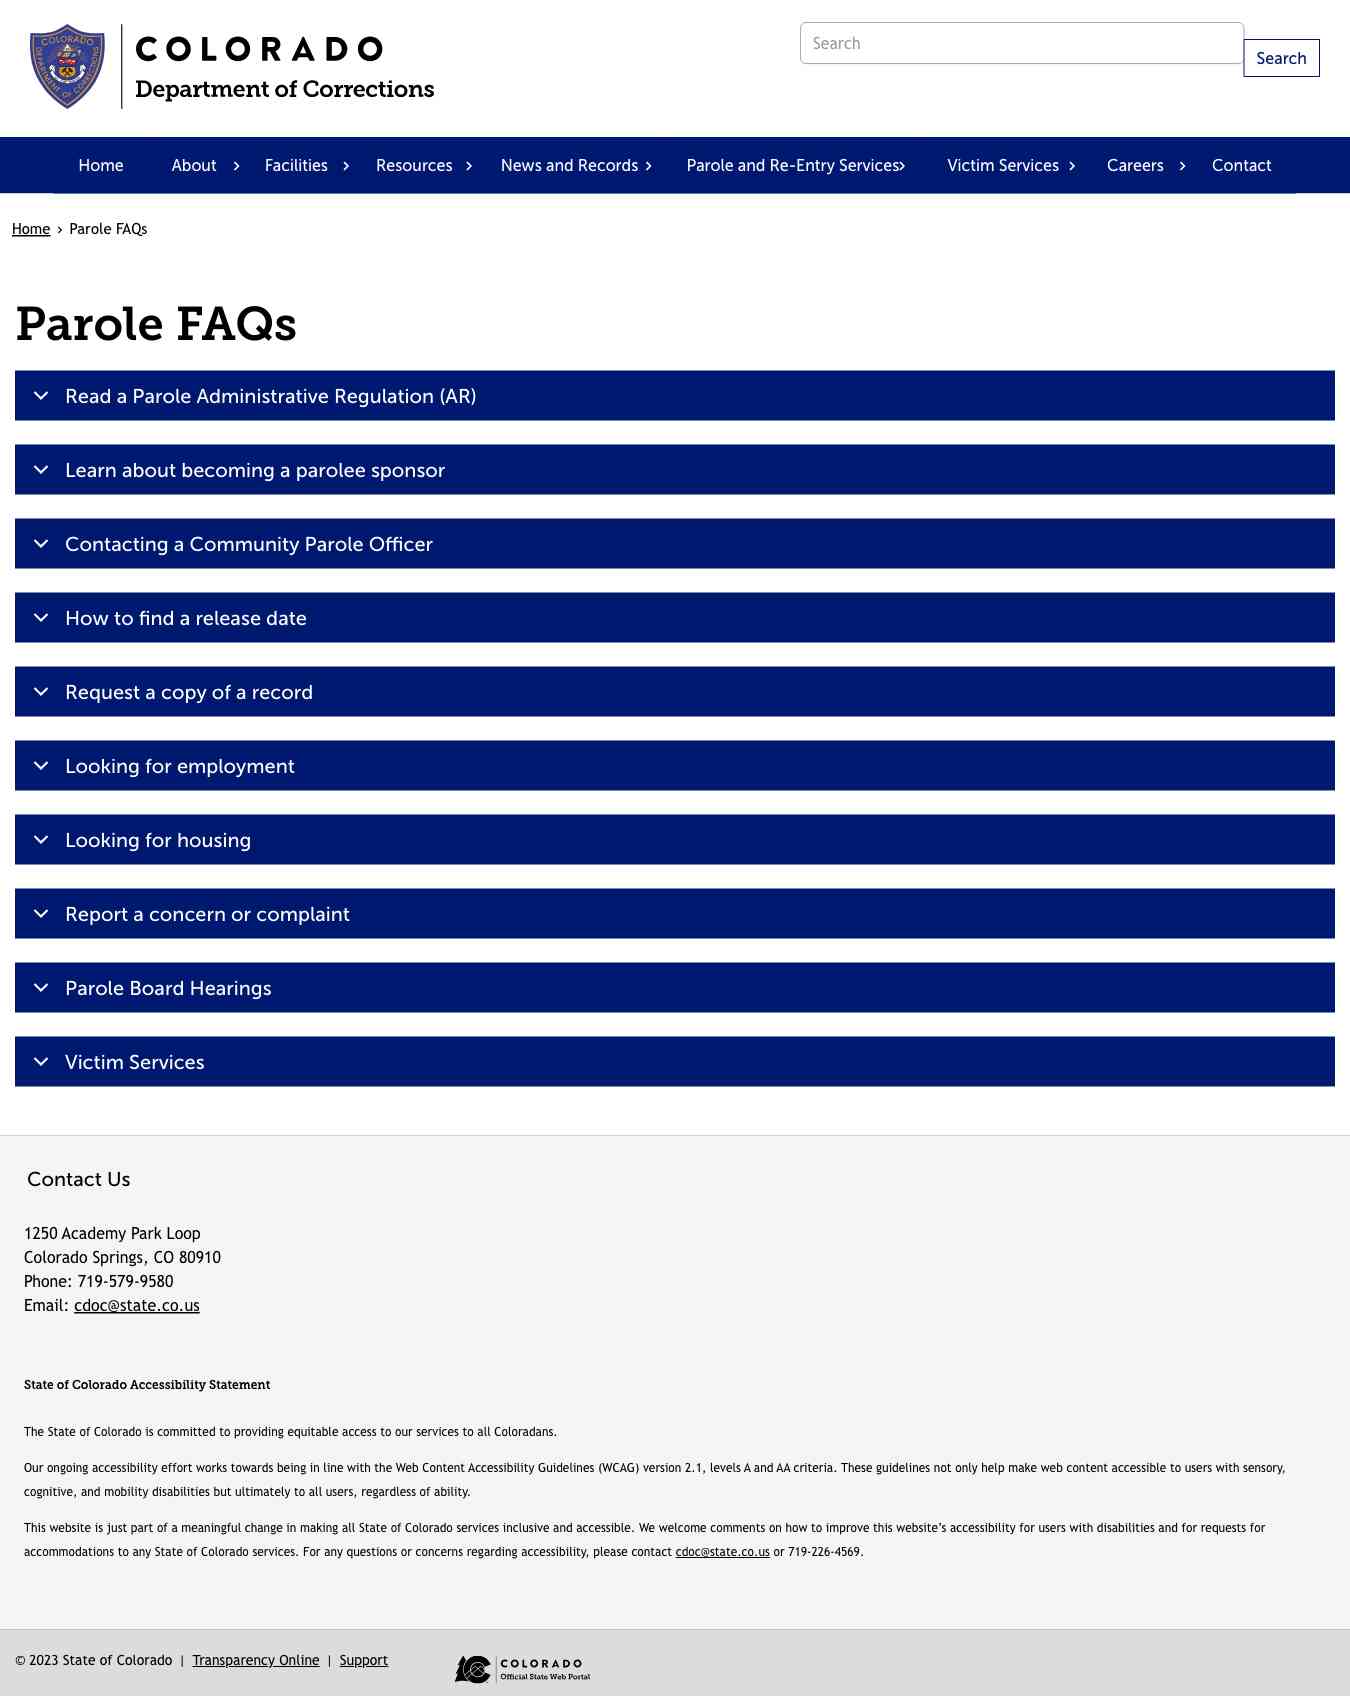 COLORADO
Department of Corrections
Search
Search
Home About Facilities Resources News and Records Parole and Re-Entry Services Victim Services Careers Contact
Home › Parole FAQs
Parole FAQs
Read a Parole Administrative Regulation (AR)
Learn about becoming a parolee sponsor
Contacting a Community Parole Officer
How to find a release date
Request a copy of a record
Looking for employment
Looking for housing
Report a concern or complaint
Parole Board Hearings
Victim Services
Contact Us
1250 Academy Park Loop
Colorado Springs, CO 80910
Phone: 719-579-9580
Email: cdoc@state.co.us
State of Colorado Accessibility Statement
The State of Colorado is committed to providing equitable access to our services to all Coloradans.
Our ongoing accessibility effort works towards being in line with the Web Content Accessibility Guidelines (WCAG) version 2.1, levels A and AA criteria. These guidelines not only help make web content accessible to users with sensory,
cognitive, and mobility disabilities but ultimately to all users, regardless of ability.
This website is just part of a meaningful change in making all State of Colorado services inclusive and accessible. We welcome comments on how to improve this website's accessibility for users with disabilities and for requests for
accommodations to any State of Colorado services. For any questions or concerns regarding accessibility, please contact cdoc@state.co.us or 719-226-4569.
© 2023 State of Colorado | Transparency Online | Support
COLORADO
Official State Web Portal